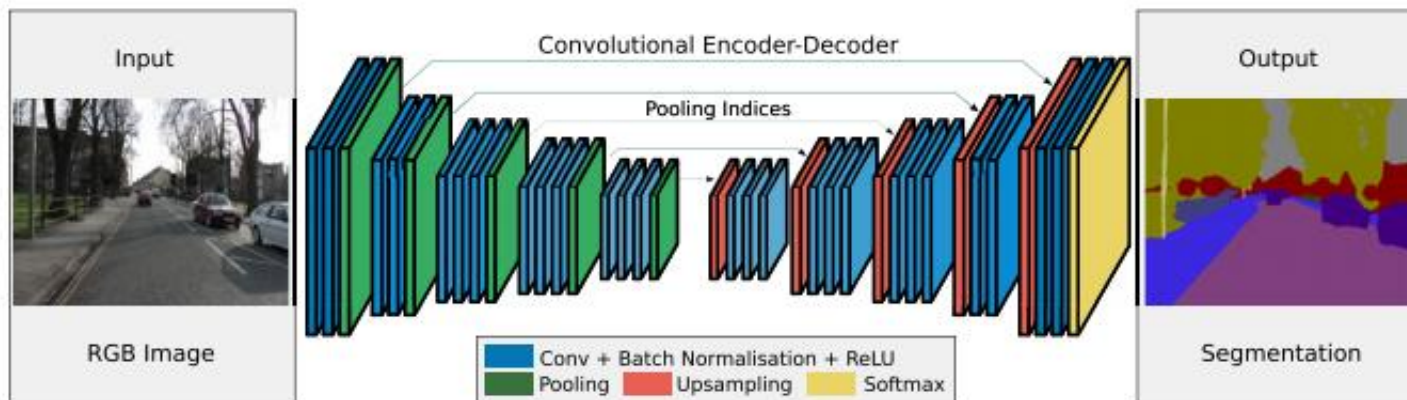 Convolutional Encoder-Decoder
Input
Output
Pooling Indices
RGB Image
Segmentation
Conv + Batch Normalisation + ReLU
Pooling Upsampling Softmax